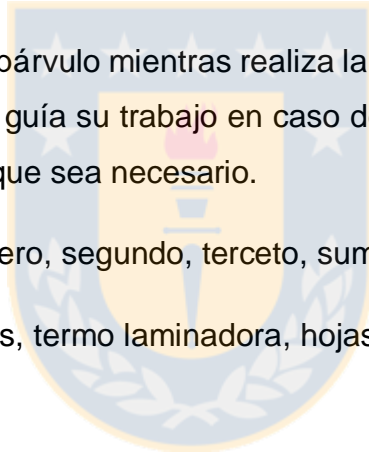 párvulo mientras realiza la
guía su trabajo en caso d
que sea necesario.
ero, segundo, terceto, sum
s, termo laminadora, hojas